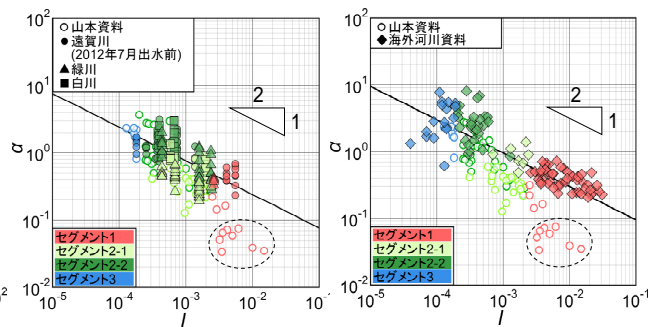 10²
10¹
10⁰
10⁻¹
10⁻²
α
○山本資料
●遠賀川
(2012年7月出水前)
▲緑川
■白川
2
1
セグメント1
セグメント2-1
セグメント2-2
セグメント3
10⁻⁵
10⁻⁴
10⁻³
10⁻²
10⁻¹
I
10²
10¹
10⁰
10⁻¹
10⁻²
α
○山本資料
◆海外河川資料
2
1
セグメント1
セグメント2-1
セグメント2-2
セグメント3
10⁻⁵
10⁻⁴
10⁻³
10⁻²
10⁻¹
I